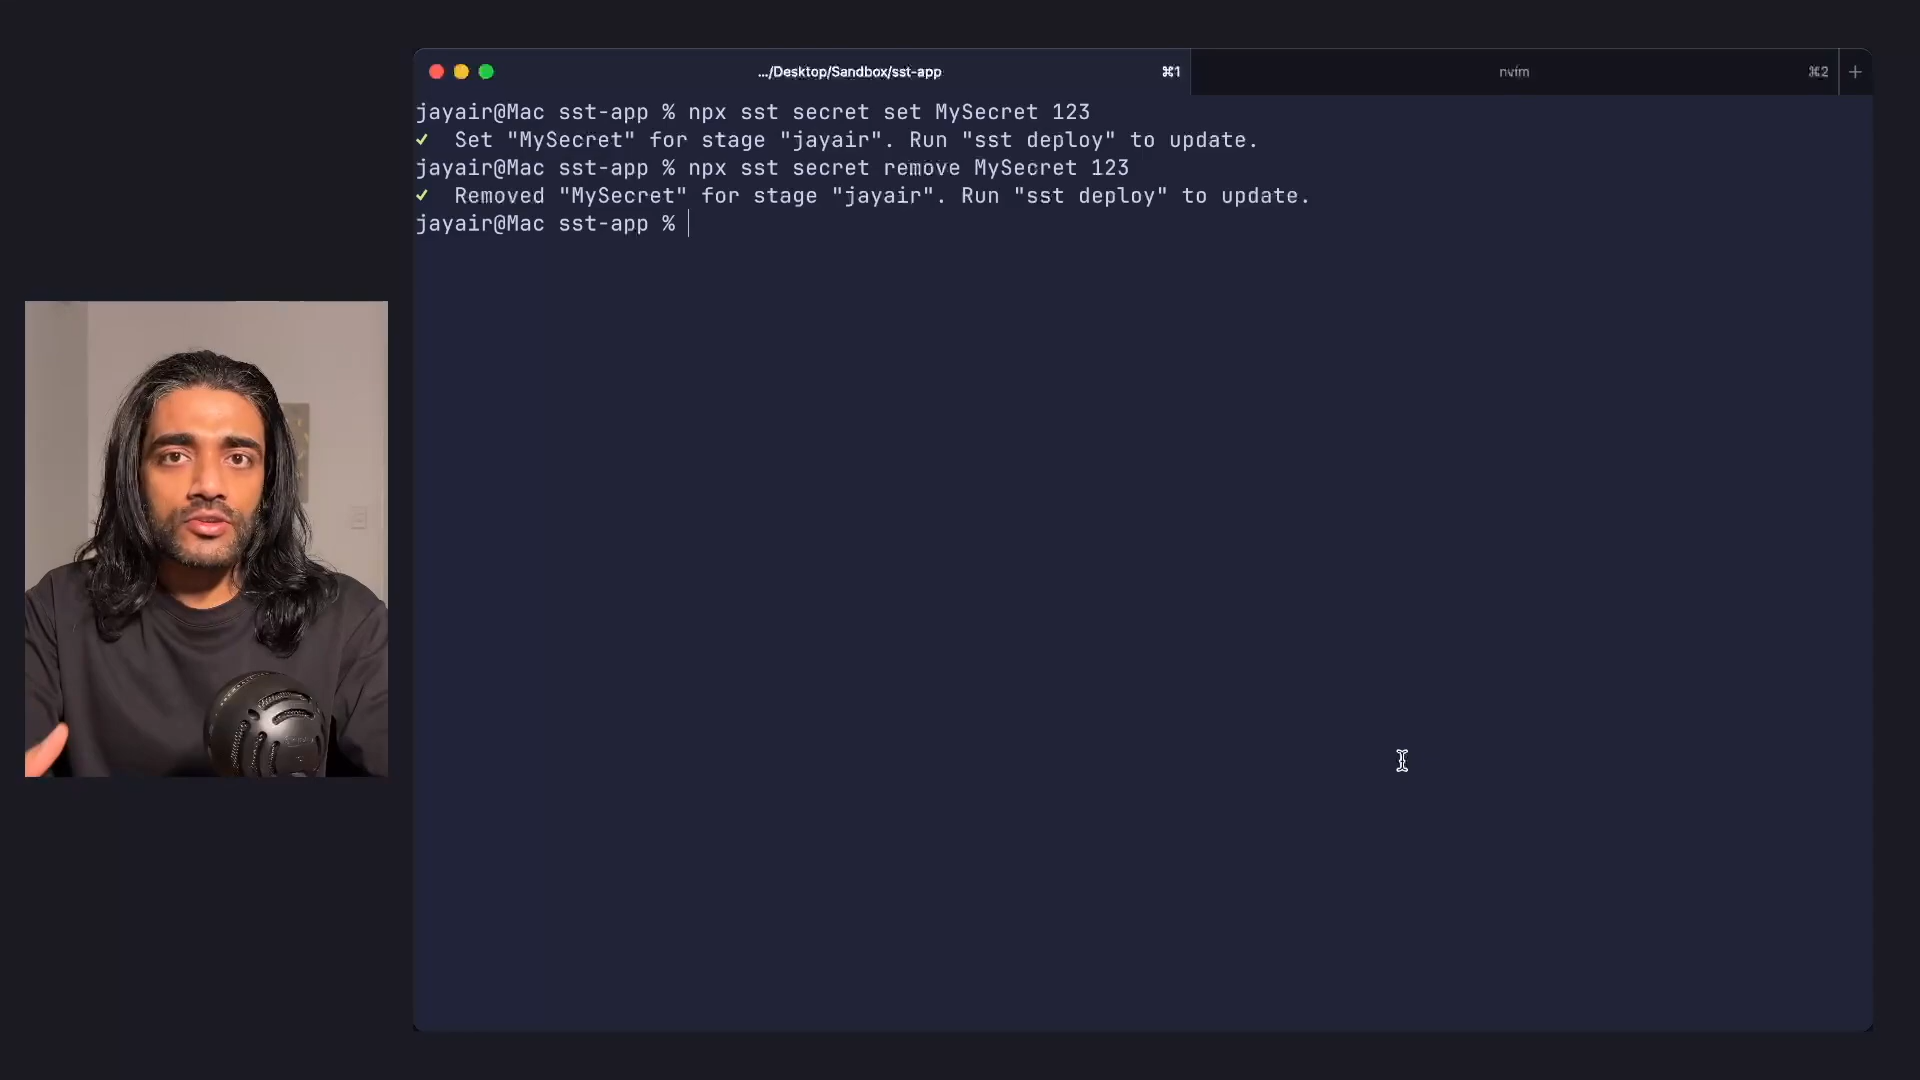 .../Desktop/Sandbox/sst-app ⌘1 nvim ⌘2 +
jayair@Mac sst-app % npx sst secret set MySecret 123
✓ Set "MySecret" for stage "jayair". Run "sst deploy" to update.
jayair@Mac sst-app % npx sst secret remove MySecret 123
✓ Removed "MySecret" for stage "jayair". Run "sst deploy" to update.
jayair@Mac sst-app %